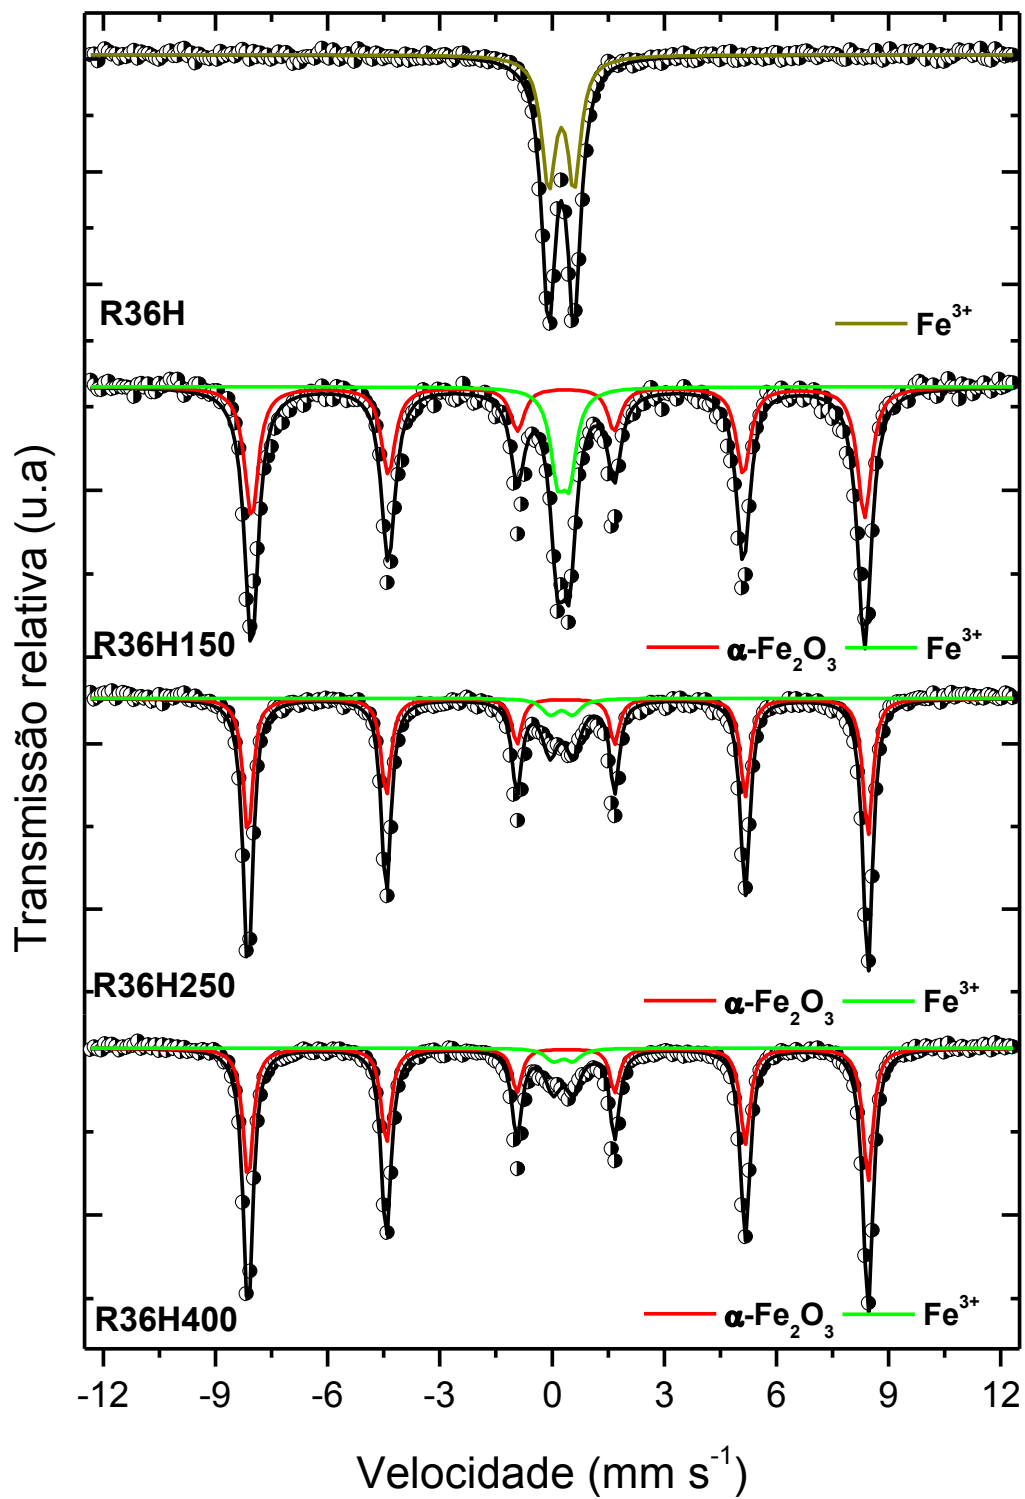 R36H
Fe³⁺
R36H150
α-Fe₂O₃
Fe³⁺
R36H250
α-Fe₂O₃
Fe³⁺
R36H400
α-Fe₂O₃
Fe³⁺
Transmissão relativa (u.a)
-12 -9 -6 -3 0 3 6 9 12
Velocidade (mm s⁻¹)